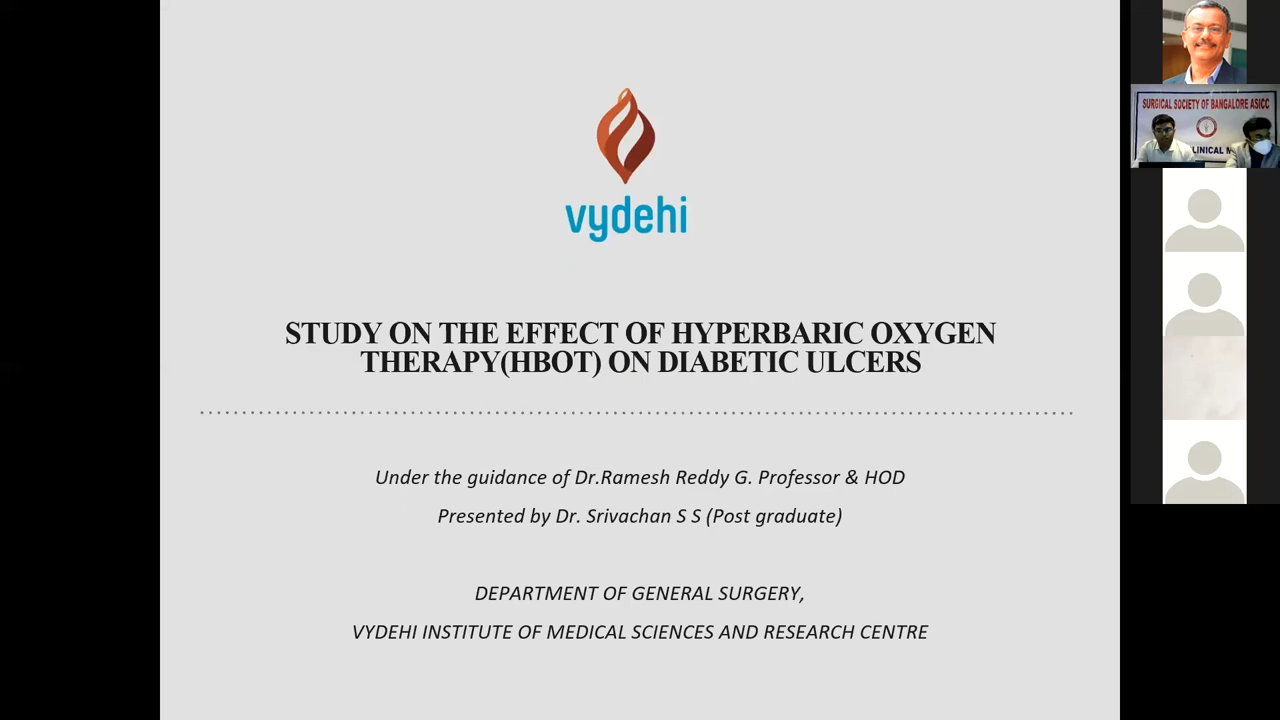 vydehi
STUDY ON THE EFFECT OF HYPERBARIC OXYGEN
THERAPY(HBOT) ON DIABETIC ULCERS
Under the guidance of Dr.Ramesh Reddy G. Professor & HOD
Presented by Dr. Srivachan S S (Post graduate)
DEPARTMENT OF GENERAL SURGERY,
VYDEHI INSTITUTE OF MEDICAL SCIENCES AND RESEARCH CENTRE
SURGICAL SOCIETY OF BANGALORE ASICC